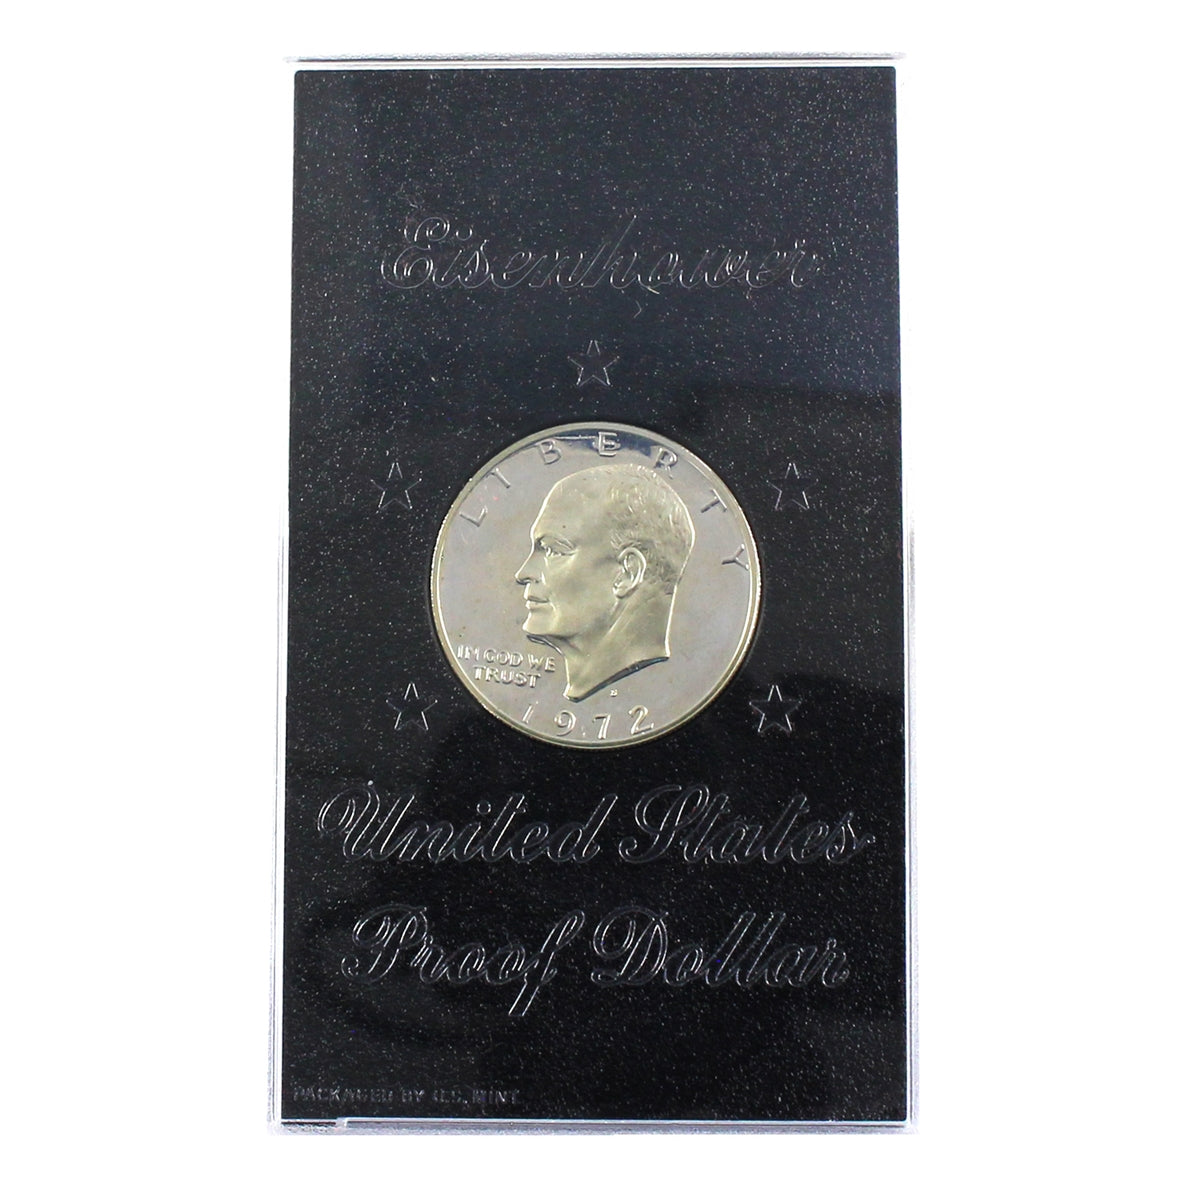 Eisenhower
LIBERTY
IN GOD WE
TRUST
S
1972
United States
Proof Dollar
PACKAGED BY U.S. MINT